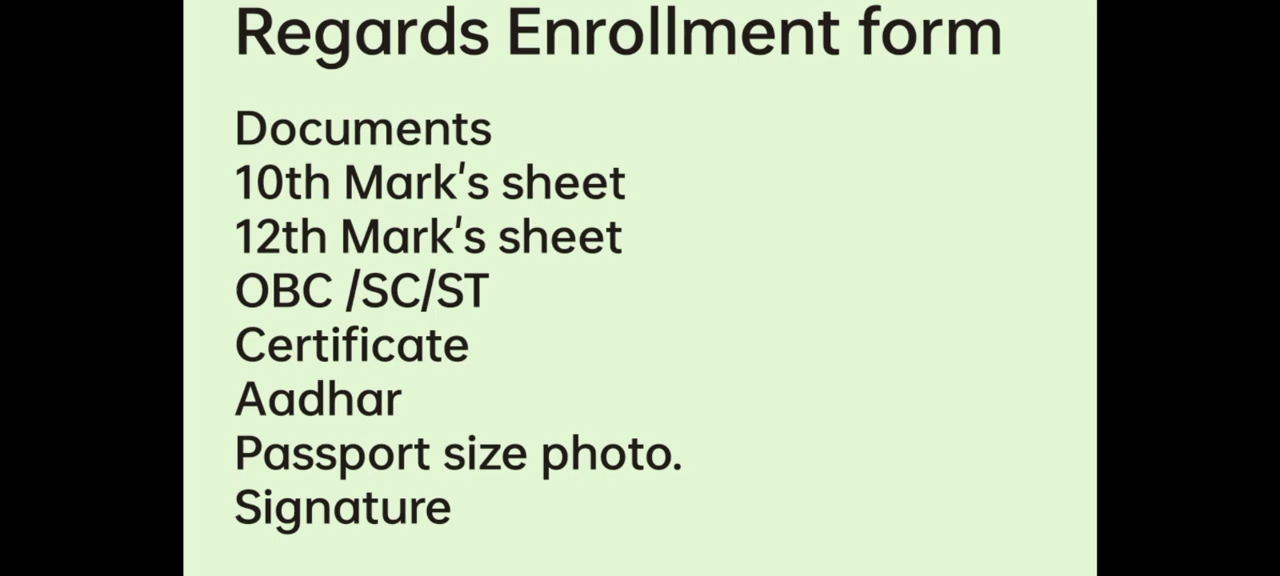 Regards Enrollment form
Documents
10th Mark's sheet
12th Mark's sheet
OBC /SC/ST
Certificate
Aadhar
Passport size photo.
Signature